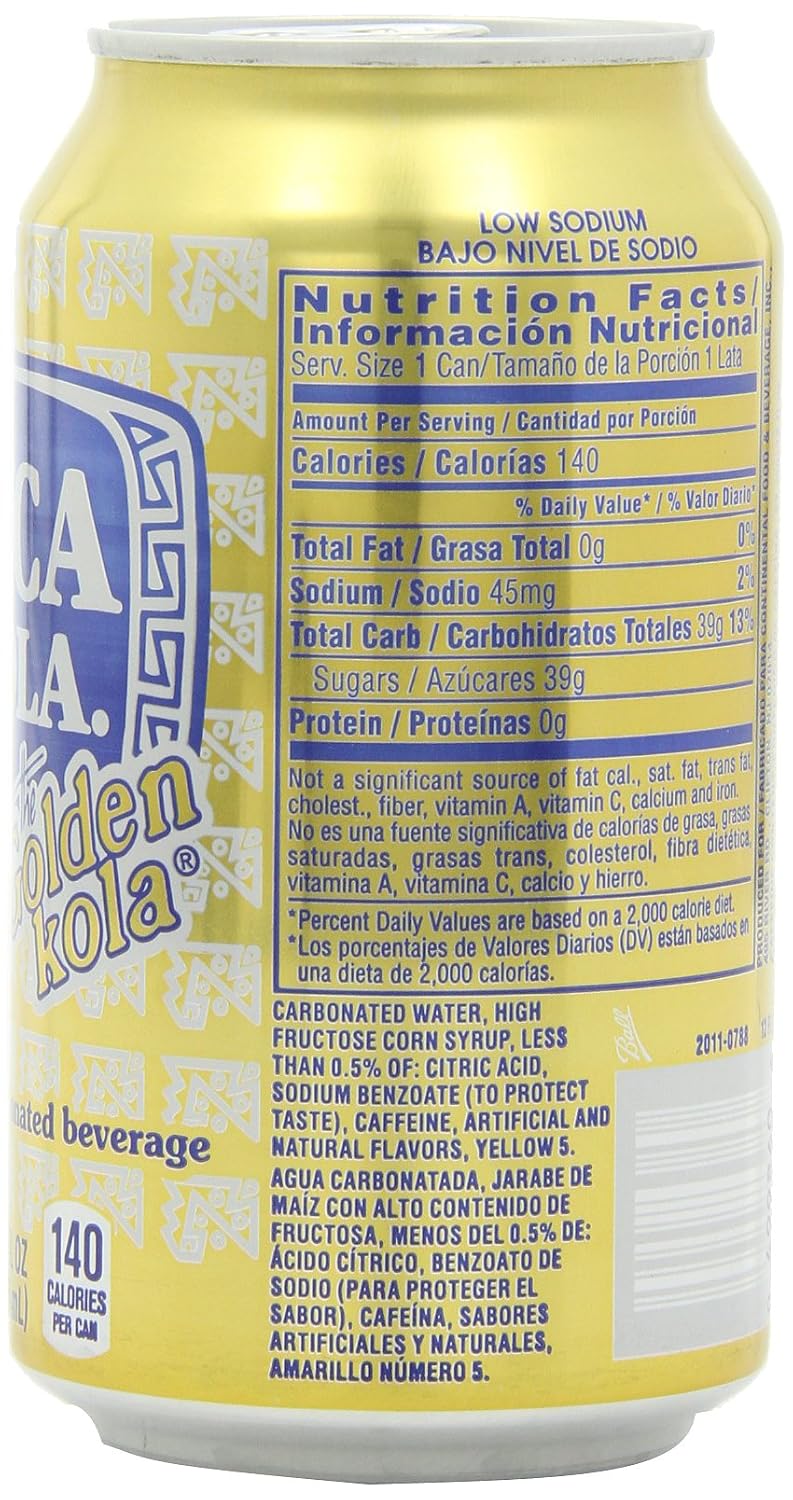 LOW SODIUM
BAJO NIVEL DE SODIO
Nutrition Facts/
Información Nutricional
Serv. Size 1 Can/Tamaño de la Porción 1 Lata
Amount Per Serving / Cantidad por Porción
Calories / Calorías 140
% Daily Value* / % Valor Diario*
Total Fat / Grasa Total 0g 0%
Sodium / Sodio 45mg 2%
Total Carb / Carbohidratos Totales 39g 13%
Sugars / Azúcares 39g
Protein / Proteínas 0g
Not a significant source of fat cal., sat. fat, trans fat,
cholest., fiber, vitamin A, vitamin C, calcium and iron.
No es una fuente significativa de calorías de grasa, grasas
saturadas, grasas trans, colesterol, fibra dietética,
vitamina A, vitamina C, calcio y hierro.
*Percent Daily Values are based on a 2,000 calorie diet.
*Los porcentajes de Valores Diarios (DV) están basados en
una dieta de 2,000 calorías.
CARBONATED WATER, HIGH
FRUCTOSE CORN SYRUP, LESS
THAN 0.5% OF: CITRIC ACID,
SODIUM BENZOATE (TO PROTECT
TASTE), CAFFEINE, ARTIFICIAL AND
NATURAL FLAVORS, YELLOW 5.
AGUA CARBONATADA, JARABE DE
MAÍZ CON ALTO CONTENIDO DE
FRUCTOSA, MENOS DEL 0.5% DE:
ÁCIDO CÍTRICO, BENZOATO DE
SODIO (PARA PROTEGER EL
SABOR), CAFEÍNA, SABORES
ARTIFICIALES Y NATURALES,
AMARILLO NÚMERO 5.
CA
LA.
the
golden
kola®
nated beverage
OZ
mL)
140
CALORIES
PER CAN
Ball
2011-0788
PRODUCED FOR / FABRICADO PARA CONTINENTAL FOOD & BEVERAGE, INC.